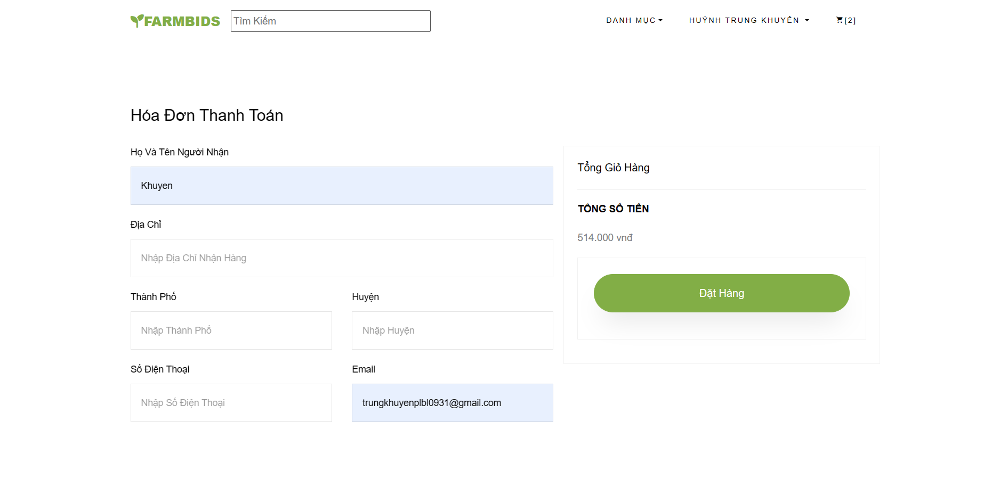 FARMBIDS
Tìm Kiếm
DANH MỤC
HUỲNH TRUNG KHUYẾN
[2]
Hóa Đơn Thanh Toán
Họ Và Tên Người Nhận
Khuyen
Địa Chỉ
Nhập Địa Chỉ Nhận Hàng
Thành Phố
Huyện
Nhập Thành Phố
Nhập Huyện
Số Điện Thoại
Email
Nhập Số Điện Thoại
trungkhuyenplbl0931@gmail.com
Tổng Giỏ Hàng
TỔNG SỐ TIỀN
514.000 vnđ
Đặt Hàng